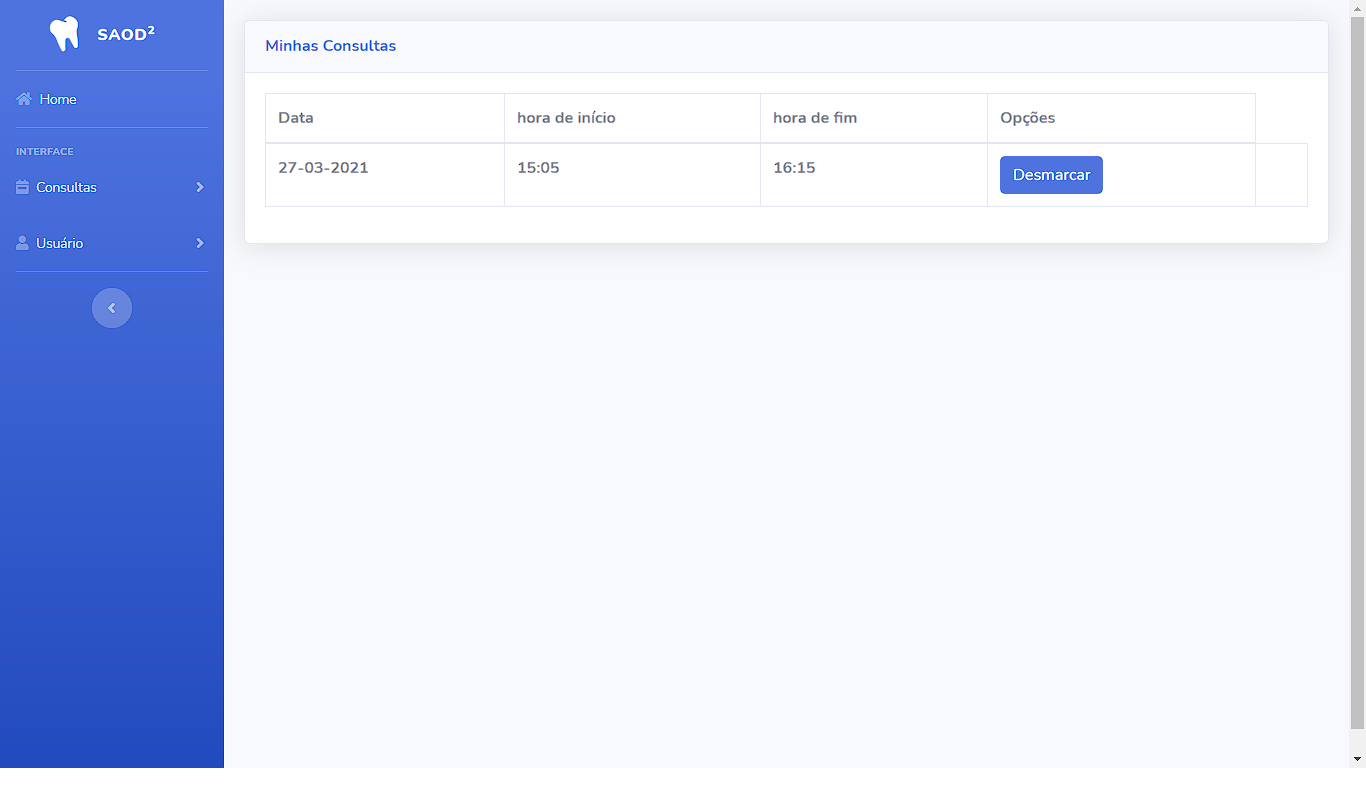 SAOD²
Home
INTERFACE
Consultas
Usuário
Minhas Consultas
Data hora de início hora de fim Opções
27-03-2021 15:05 16:15 Desmarcar